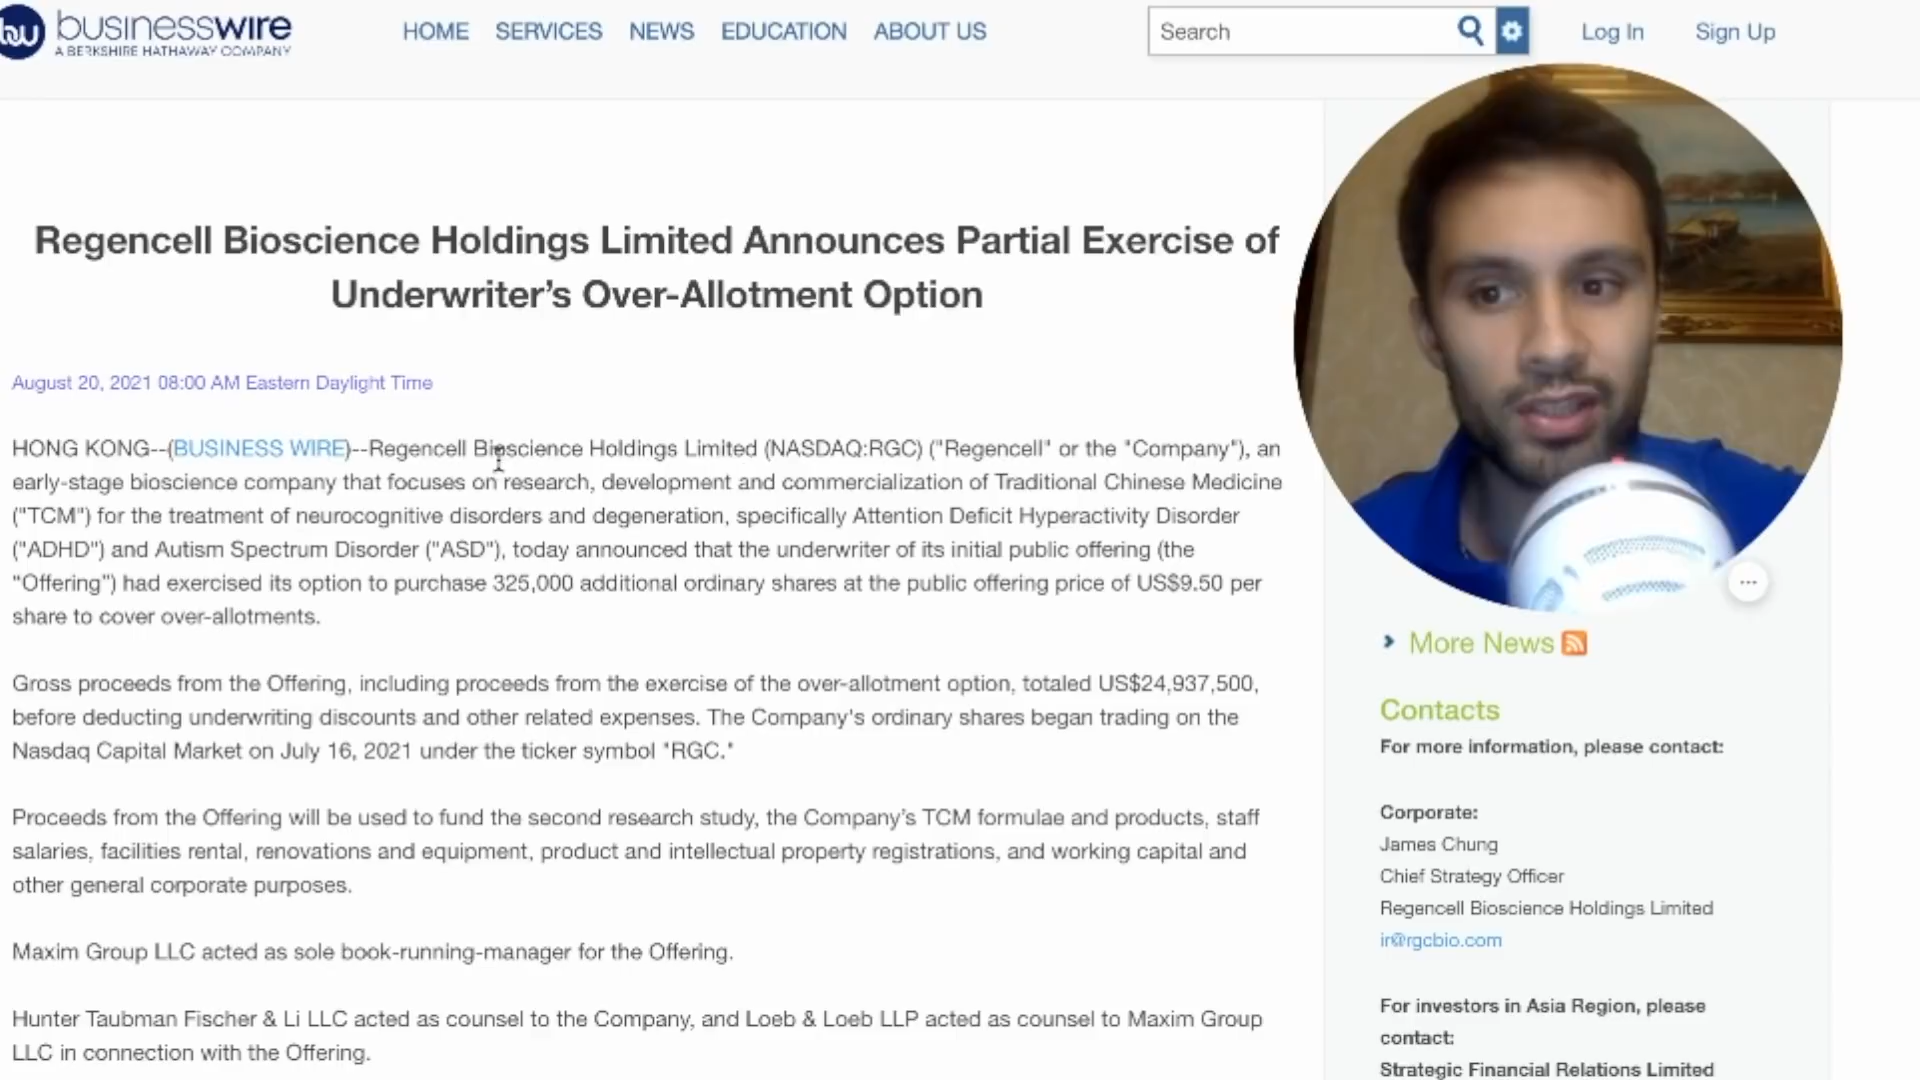 businesswire
A BERKSHIRE HATHAWAY COMPANY
HOME SERVICES NEWS EDUCATION ABOUT US
Search
Log In Sign Up
Regencell Bioscience Holdings Limited Announces Partial Exercise of
Underwriter’s Over-Allotment Option
August 20, 2021 08:00 AM Eastern Daylight Time
HONG KONG--(BUSINESS WIRE)--Regencell Bioscience Holdings Limited (NASDAQ:RGC) ("Regencell" or the "Company"), an
early-stage bioscience company that focuses on research, development and commercialization of Traditional Chinese Medicine
("TCM") for the treatment of neurocognitive disorders and degeneration, specifically Attention Deficit Hyperactivity Disorder
("ADHD") and Autism Spectrum Disorder ("ASD"), today announced that the underwriter of its initial public offering (the
“Offering”) had exercised its option to purchase 325,000 additional ordinary shares at the public offering price of US$9.50 per
share to cover over-allotments.
Gross proceeds from the Offering, including proceeds from the exercise of the over-allotment option, totaled US$24,937,500,
before deducting underwriting discounts and other related expenses. The Company's ordinary shares began trading on the
Nasdaq Capital Market on July 16, 2021 under the ticker symbol "RGC."
Proceeds from the Offering will be used to fund the second research study, the Company’s TCM formulae and products, staff
salaries, facilities rental, renovations and equipment, product and intellectual property registrations, and working capital and
other general corporate purposes.
Maxim Group LLC acted as sole book-running-manager for the Offering.
Hunter Taubman Fischer & Li LLC acted as counsel to the Company, and Loeb & Loeb LLP acted as counsel to Maxim Group
LLC in connection with the Offering.
More News
Contacts
For more information, please contact:
Corporate:
James Chung
Chief Strategy Officer
Regencell Bioscience Holdings Limited
ir@rgcbio.com
For investors in Asia Region, please
contact:
Strategic Financial Relations Limited